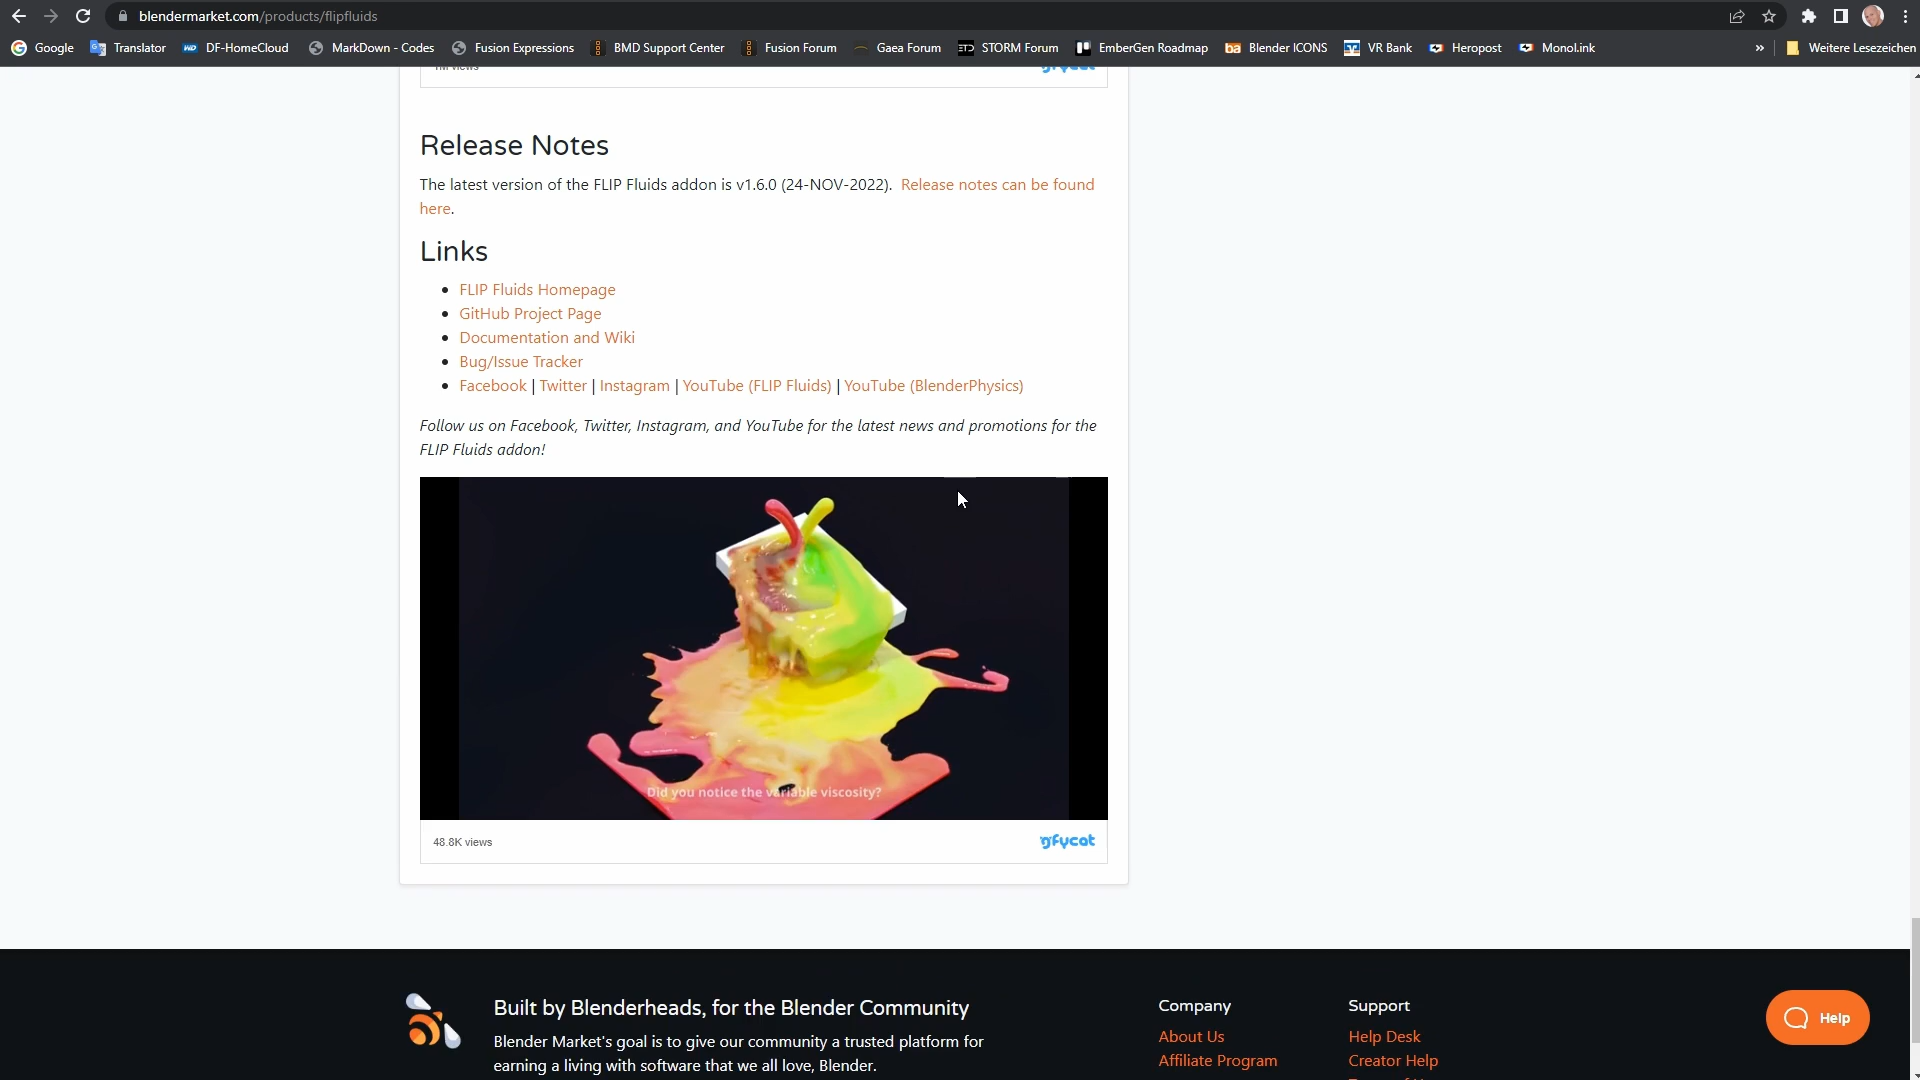 blendermarket.com/products/flipfluids
Google Translator DF-HomeCloud MarkDown - Codes Fusion Expressions BMD Support Center Fusion Forum Gaea Forum STORM Forum EmberGen Roadmap Blender ICONS VR Bank Heropost MonoLink » Weitere Lesezeichen
1M views gfycat
Release Notes
The latest version of the FLIP Fluids addon is v1.6.0 (24-NOV-2022). Release notes can be found
here.
Links
FLIP Fluids Homepage
GitHub Project Page
Documentation and Wiki
Bug/Issue Tracker
Facebook | Twitter | Instagram | YouTube (FLIP Fluids) | YouTube (BlenderPhysics)
Follow us on Facebook, Twitter, Instagram, and YouTube for the latest news and promotions for the
FLIP Fluids addon!
Did you notice the variable viscosity?
48.8K views gfycat
Built by Blenderheads, for the Blender Community
Blender Market's goal is to give our community a trusted platform for
earning a living with software that we all love, Blender.
Company
About Us
Affiliate Program
Support
Help Desk
Creator Help
Help